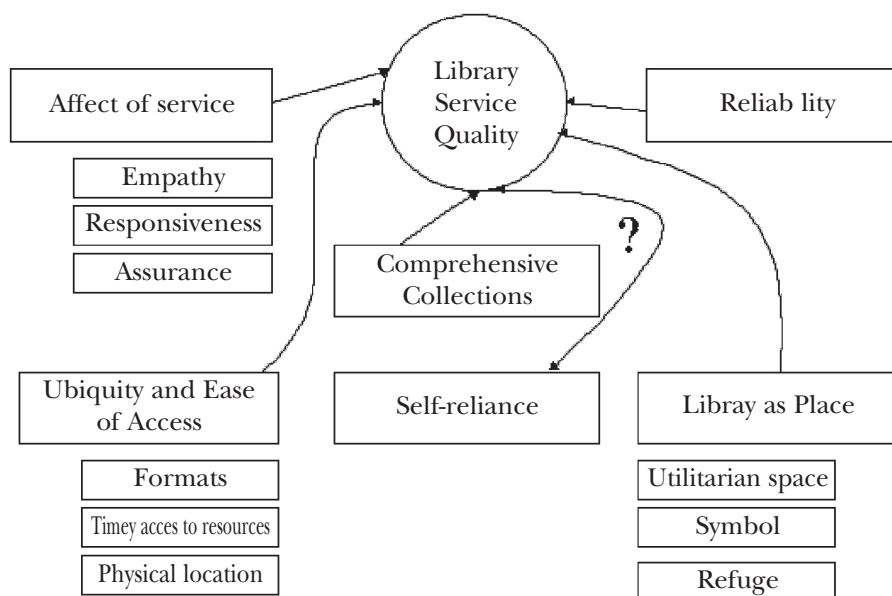 Library
Service
Quality
Affect of service
Reliab lity
Empathy
Responsiveness
Assurance
?
Comprehensive
Collections
Ubiquity and Ease
of Access
Self-reliance
Libray as Place
Formats
Timey acces to resources
Physical location
Utilitarian space
Symbol
Refuge